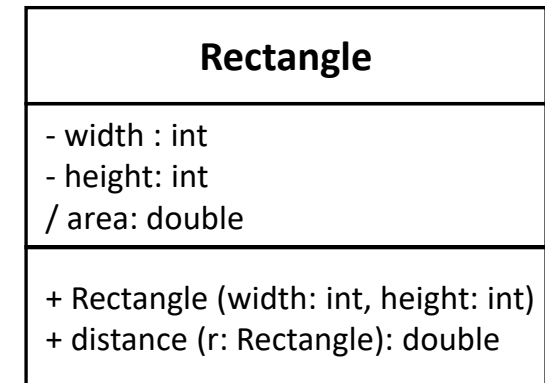 Rectangle
- width : int
- height: int
/ area: double
+ Rectangle (width: int, height: int)
+ distance (r: Rectangle): double